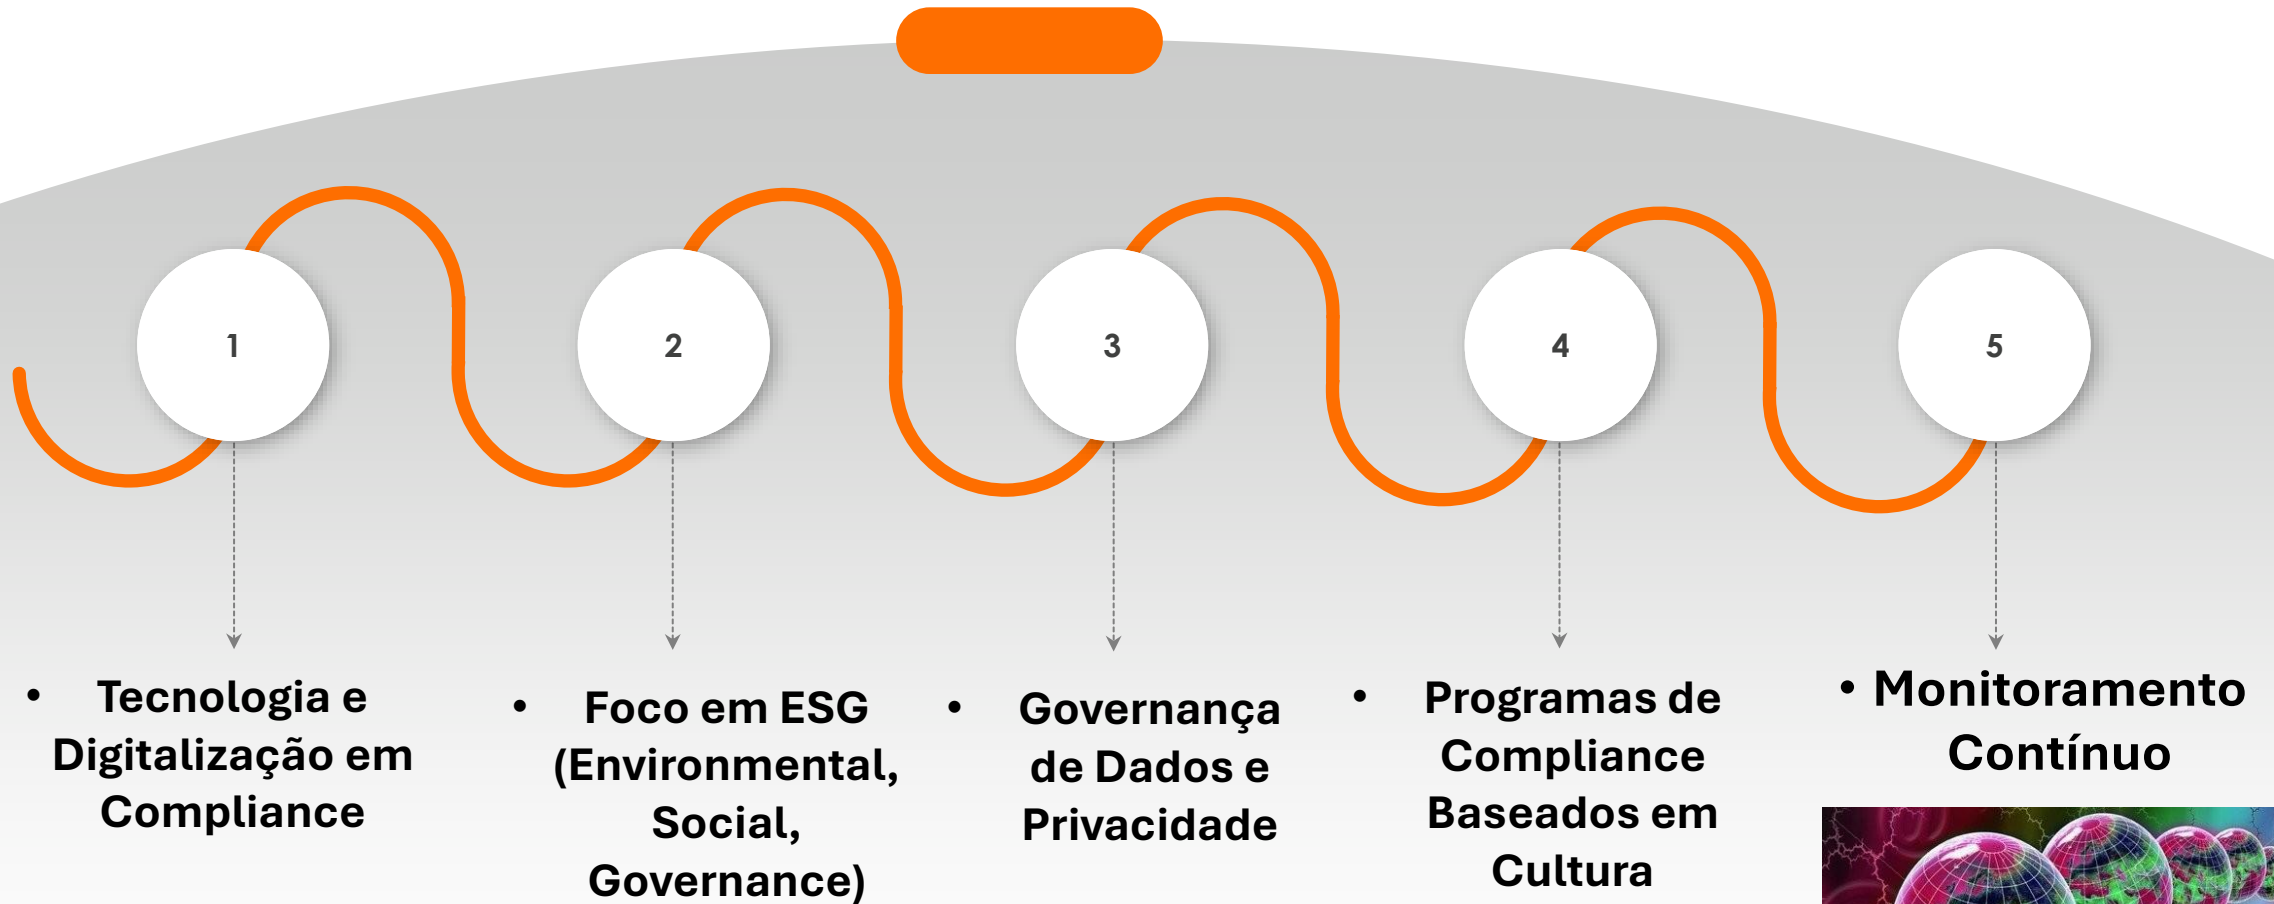 1
2
3
4
5
• Tecnologia e
Digitalização em
Compliance
• Foco em ESG
(Environmental,
Social,
Governance)
• Governança
de Dados e
Privacidade
• Programas de
Compliance
Baseados em
Cultura
• Monitoramento
Contínuo